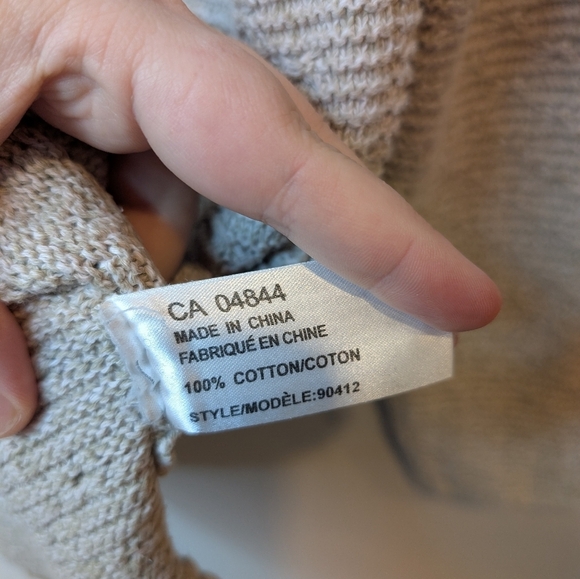 CA 04844
MADE IN CHINA
FABRIQUÉ EN CHINE
100% COTTON/COTON
STYLE/MODÈLE:90412